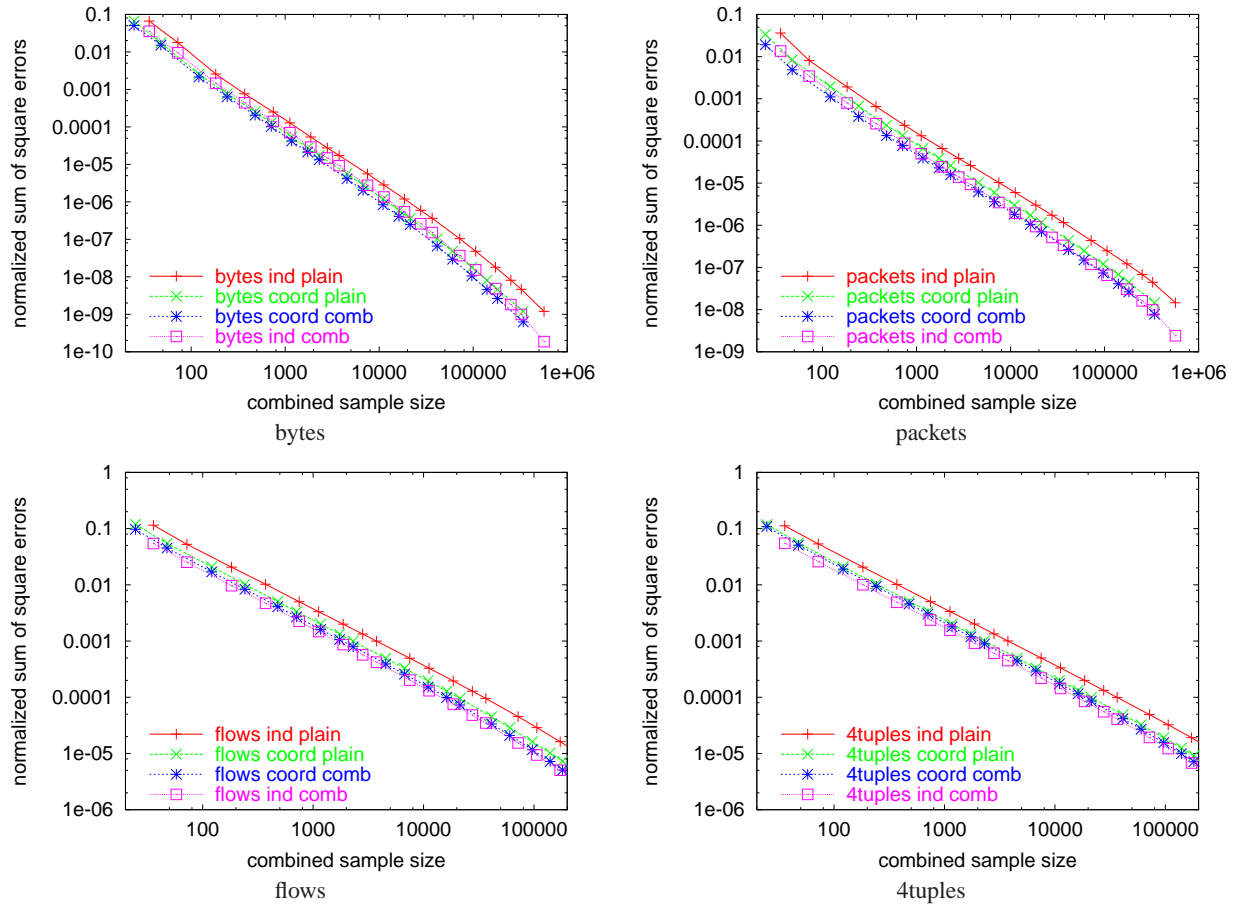 normalized sum of square errors
0.1
0.01
0.001
0.0001
1e-05
1e-06
1e-07
1e-08
1e-09
1e-10
bytes ind plain
bytes coord plain
bytes coord comb
bytes ind comb
100 1000 10000 100000 1e+06
combined sample size
bytes
normalized sum of square errors
0.1
0.01
0.001
0.0001
1e-05
1e-06
1e-07
1e-08
1e-09
packets ind plain
packets coord plain
packets coord comb
packets ind comb
100 1000 10000 100000 1e+06
combined sample size
packets
normalized sum of square errors
1
0.1
0.01
0.001
0.0001
1e-05
1e-06
flows ind plain
flows coord plain
flows coord comb
flows ind comb
100 1000 10000 100000
combined sample size
flows
normalized sum of square errors
1
0.1
0.01
0.001
0.0001
1e-05
1e-06
4tuples ind plain
4tuples coord plain
4tuples coord comb
4tuples ind comb
100 1000 10000 100000
combined sample size
4tuples